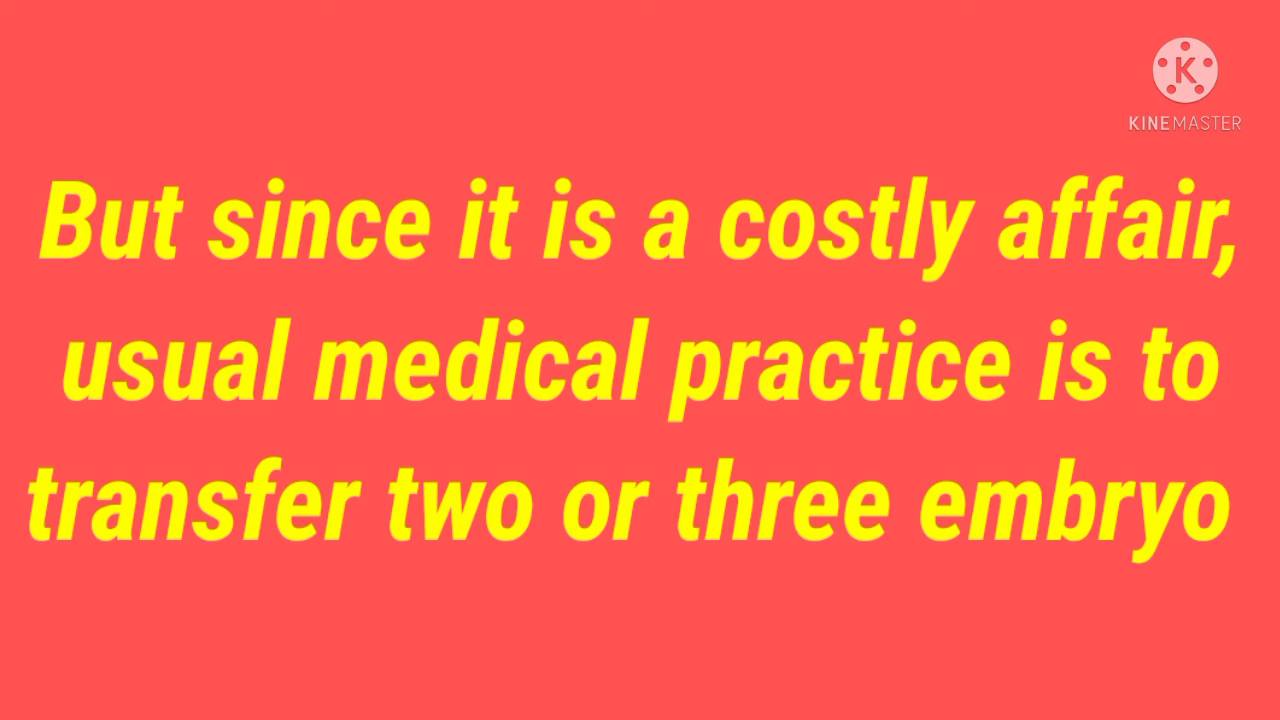 K
KINEMASTER
But since it is a costly affair,
usual medical practice is to
transfer two or three embryo